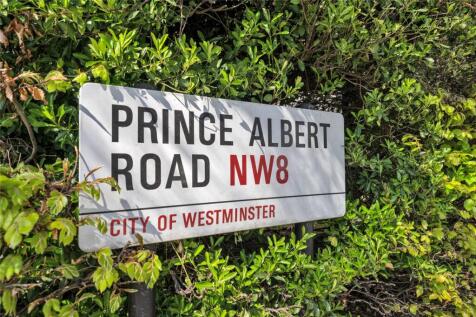 PRINCE ALBERT
ROAD NW8
CITY OF WESTMINSTER